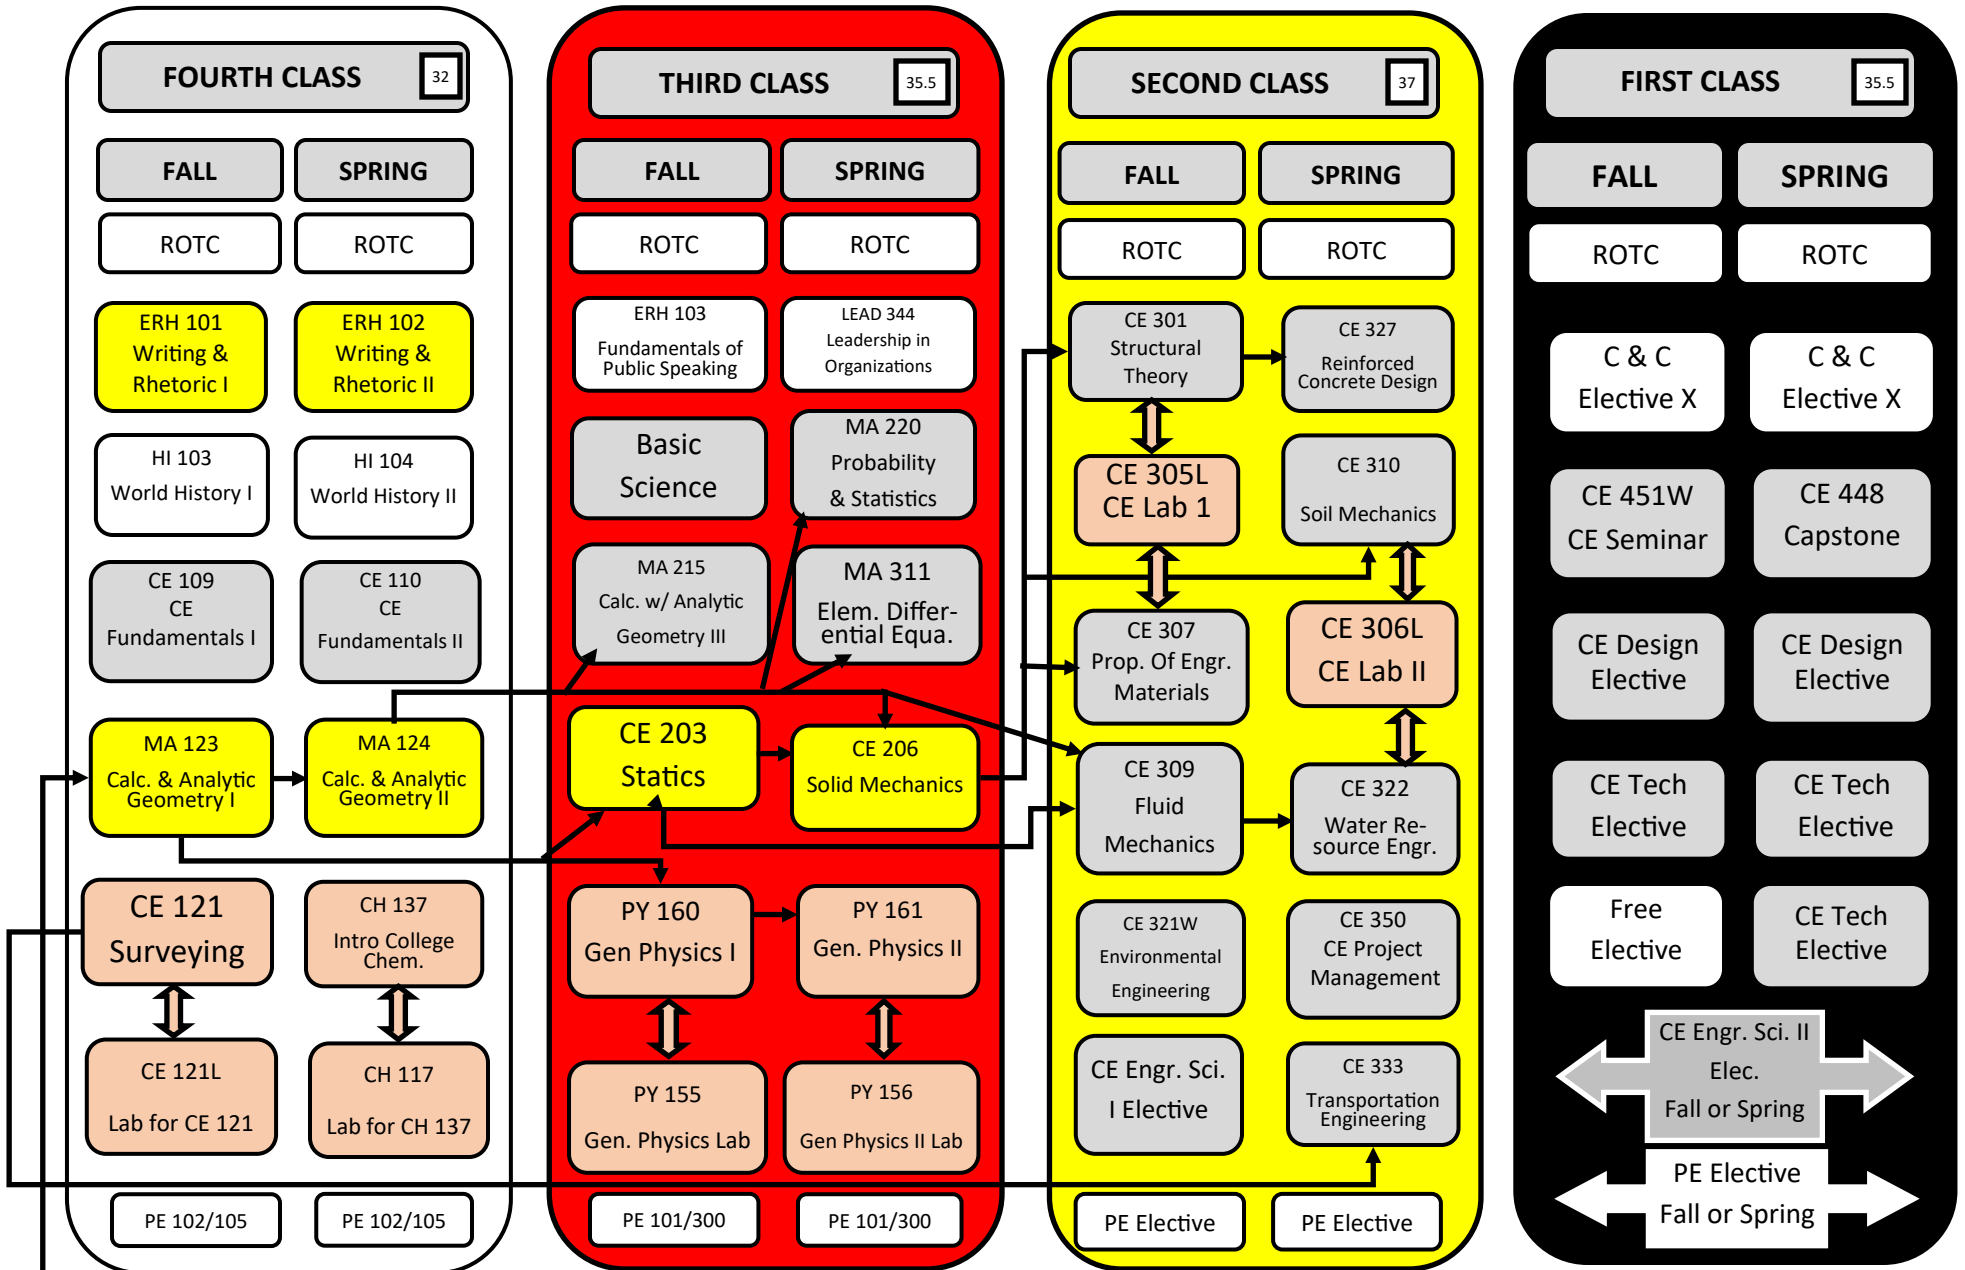 FOURTH CLASS
32
FALL
SPRING
ROTC
ROTC
ERH 101
Writing &
Rhetoric I
ERH 102
Writing &
Rhetoric II
HI 103
World History I
HI 104
World History II
CE 109
CE
Fundamentals I
CE 110
CE
Fundamentals II
MA 123
Calc. & Analytic
Geometry I
MA 124
Calc. & Analytic
Geometry II
CE 121
Surveying
CH 137
Intro College
Chem.
CE 121L
Lab for CE 121
CH 117
Lab for CH 137
PE 102/105
PE 102/105
THIRD CLASS
35.5
FALL
SPRING
ROTC
ROTC
ERH 103
Fundamentals of
Public Speaking
LEAD 344
Leadership in
Organizations
Basic
Science
MA 220
Probability
& Statistics
MA 215
Calc. w/ Analytic
Geometry III
MA 311
Elem. Differ-
ential Equa.
CE 203
Statics
CE 206
Solid Mechanics
PY 160
Gen Physics I
PY 161
Gen. Physics II
PY 155
Gen. Physics Lab
PY 156
Gen Physics II Lab
PE 101/300
PE 101/300
SECOND CLASS
37
FALL
SPRING
ROTC
ROTC
CE 301
Structural
Theory
CE 327
Reinforced
Concrete Design
CE 305L
CE Lab 1
CE 310
Soil Mechanics
CE 307
Prop. Of Engr.
Materials
CE 306L
CE Lab II
CE 309
Fluid
Mechanics
CE 322
Water Re-
source Engr.
CE 321W
Environmental
Engineering
CE 350
CE Project
Management
CE Engr. Sci.
I Elective
CE 333
Transportation
Engineering
PE Elective
PE Elective
FIRST CLASS
35.5
FALL
SPRING
ROTC
ROTC
C & C
Elective X
C & C
Elective X
CE 451W
CE Seminar
CE 448
Capstone
CE Design
Elective
CE Design
Elective
CE Tech
Elective
CE Tech
Elective
Free
Elective
CE Tech
Elective
CE Engr. Sci. II
Elec.
Fall or Spring
PE Elective
Fall or Spring